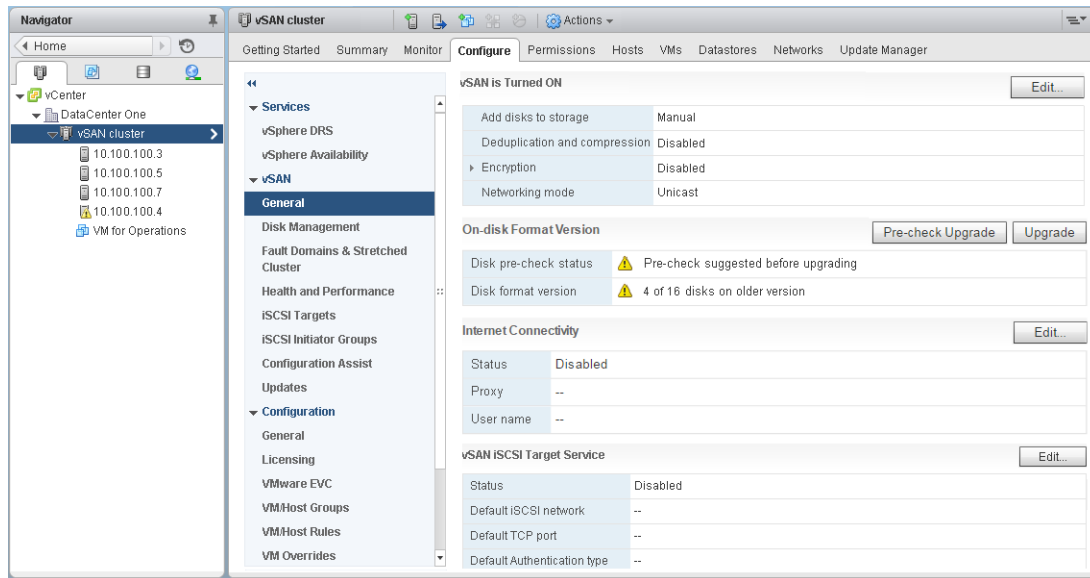 Navigator
Home
vCenter
DataCenter One
vSAN cluster
10.100.100.3
10.100.100.5
10.100.100.7
10.100.100.4
VM for Operations
vSAN cluster
Actions
Getting Started Summary Monitor Configure Permissions Hosts VMs Datastores Networks Update Manager
Services
vSphere DRS
vSphere Availability
vSAN
General
Disk Management
Fault Domains & Stretched
Cluster
Health and Performance
iSCSI Targets
iSCSI Initiator Groups
Configuration Assist
Updates
Configuration
General
Licensing
VMware EVC
VM/Host Groups
VM/Host Rules
VM Overrides
vSAN is Turned ON Edit...
Add disks to storage Manual
Deduplication and compression Disabled
Encryption Disabled
Networking mode Unicast
On-disk Format Version Pre-check Upgrade Upgrade
Disk pre-check status Pre-check suggested before upgrading
Disk format version 4 of 16 disks on older version
Internet Connectivity Edit...
Status Disabled
Proxy --
User name --
vSAN iSCSI Target Service Edit...
Status Disabled
Default iSCSI network --
Default TCP port --
Default Authentication type --